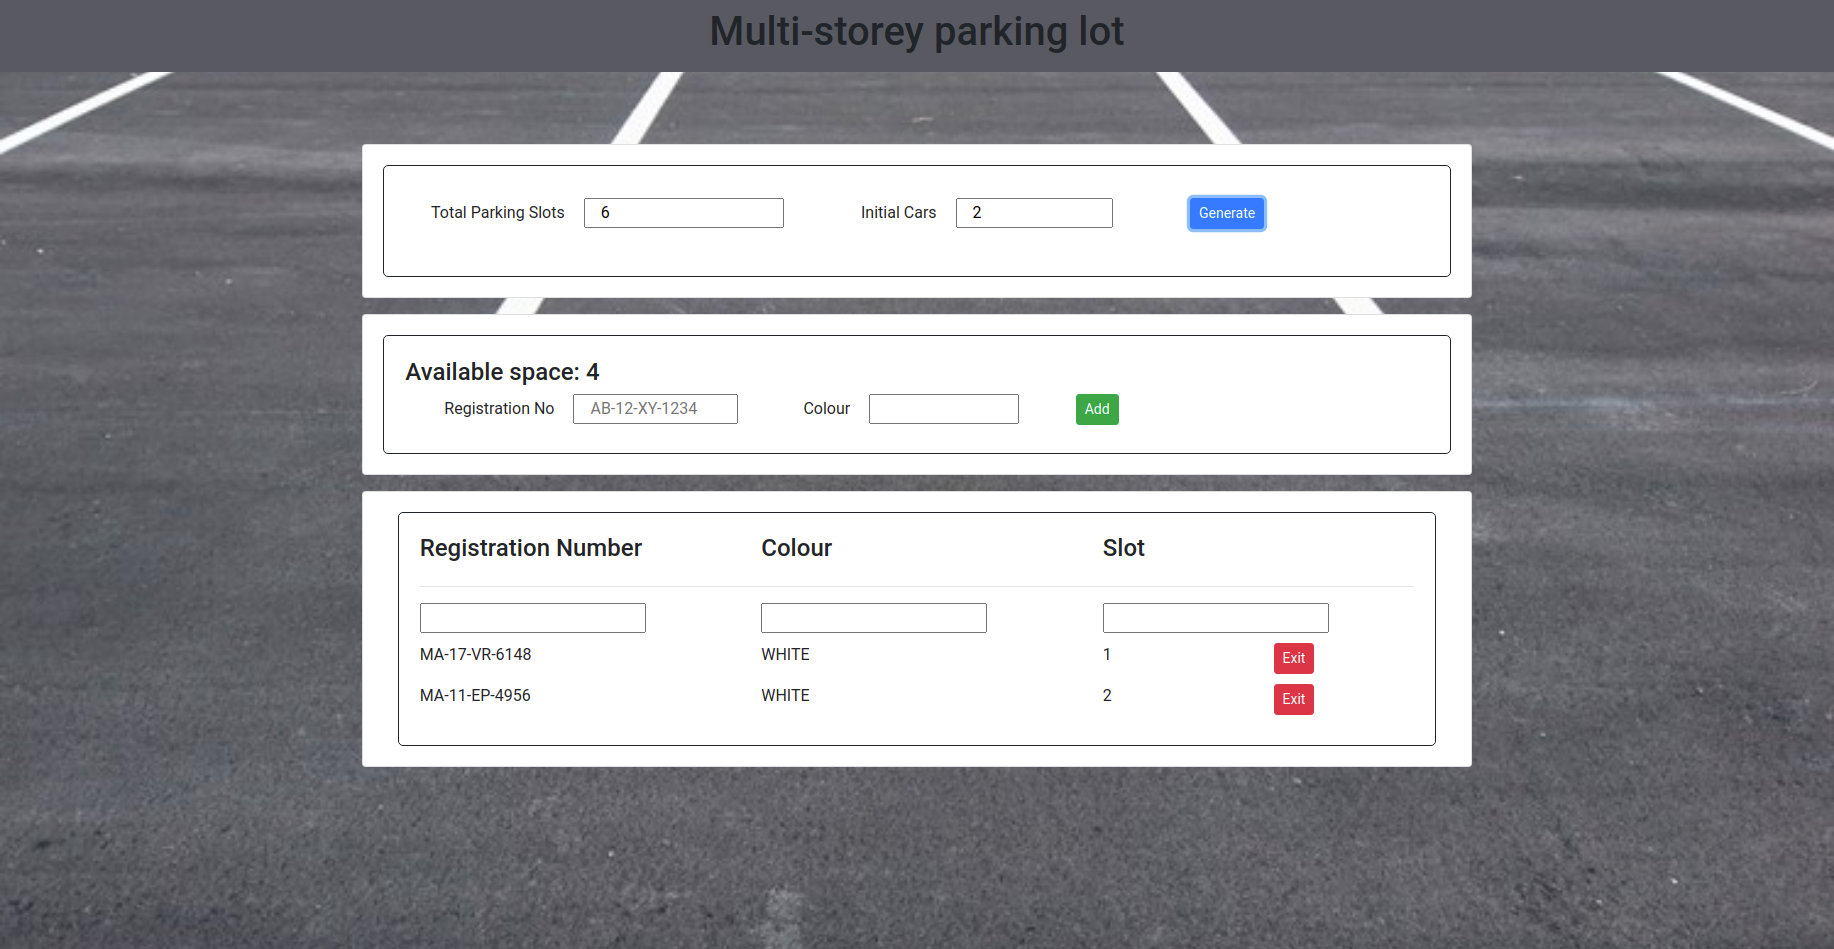 Multi-storey parking lot
Total Parking Slots 6 Initial Cars 2 Generate
Available space: 4
Registration No AB-12-XY-1234 Colour Add
Registration Number Colour Slot
MA-17-VR-6148 WHITE 1 Exit
MA-11-EP-4956 WHITE 2 Exit